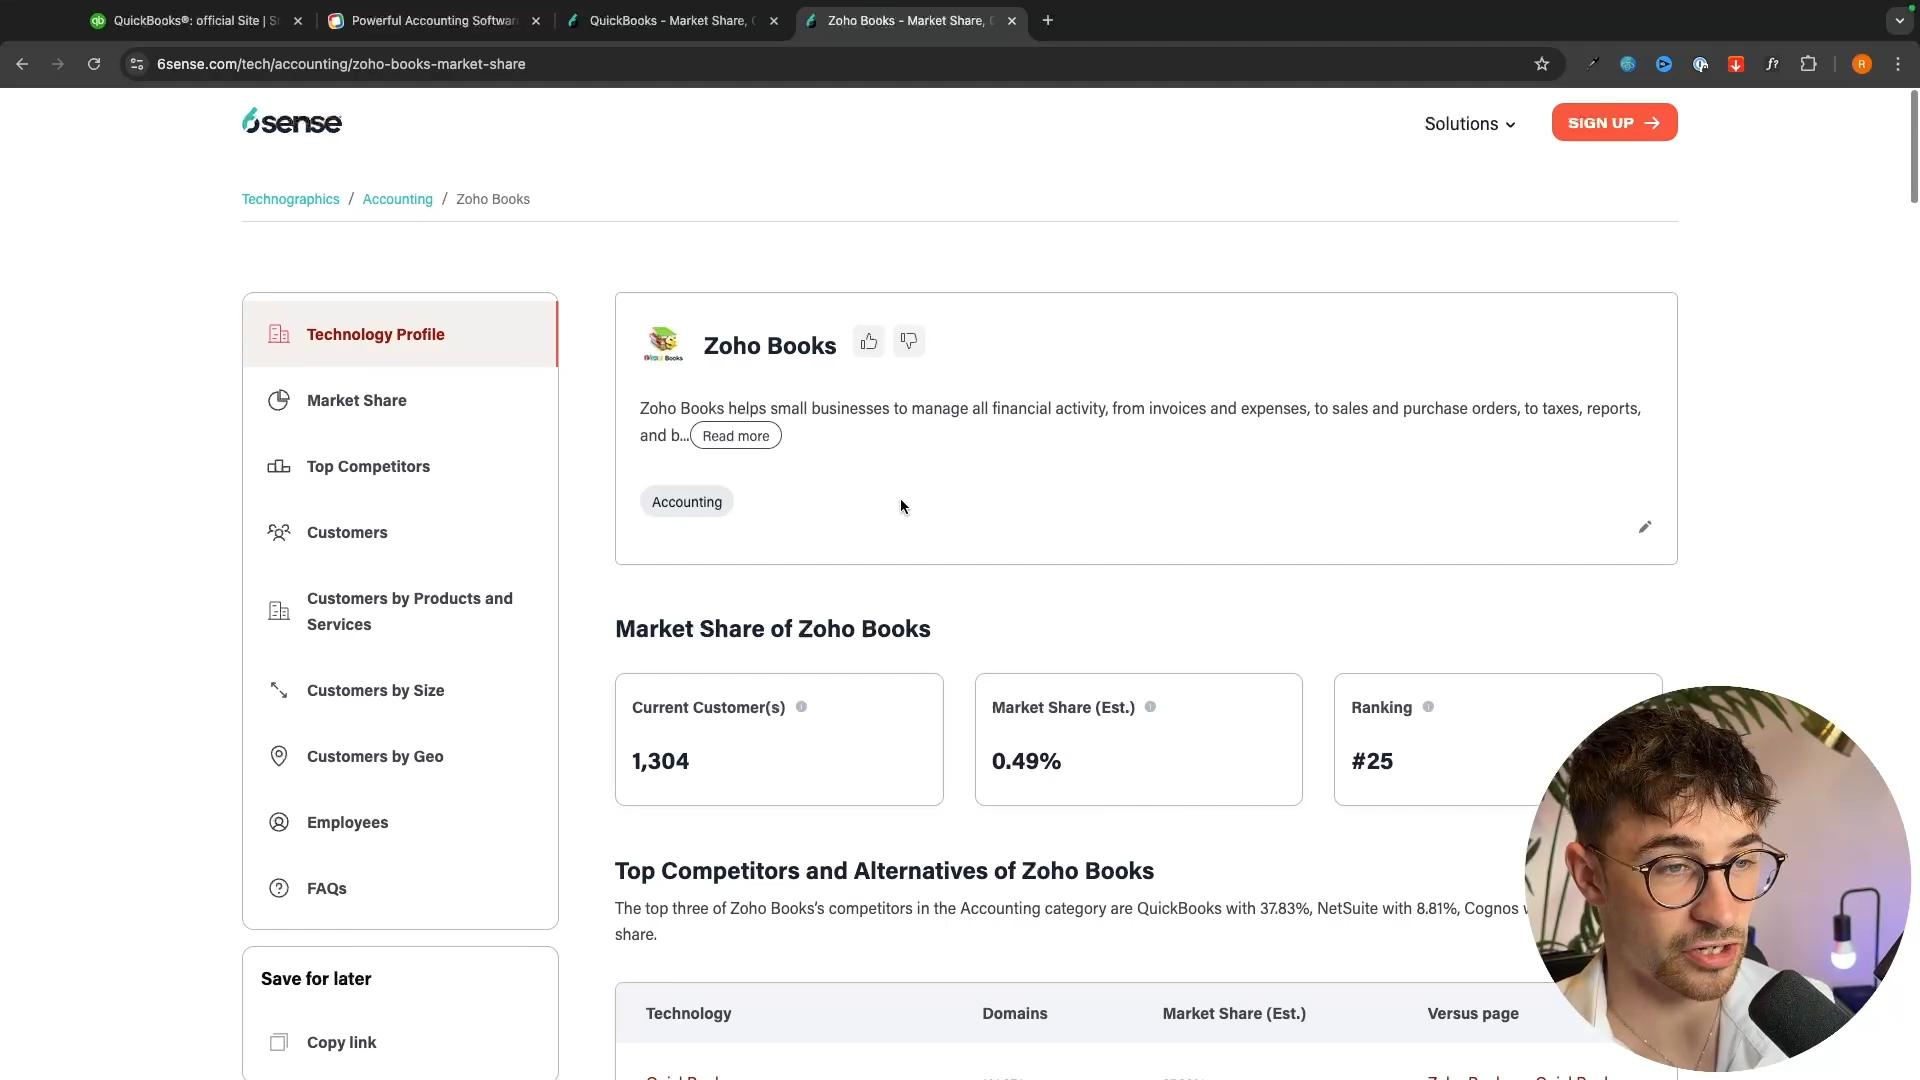 QuickBooks®: official Site | S
Powerful Accounting Softwar
QuickBooks - Market Share,
Zoho Books - Market Share,
6sense.com/tech/accounting/zoho-books-market-share
R
6sense
Solutions
SIGN UP
Technographics / Accounting / Zoho Books
Technology Profile
Market Share
Top Competitors
Customers
Customers by Products and
Services
Customers by Size
Customers by Geo
Employees
FAQs
Save for later
Copy link
Zoho Books
Zoho Books helps small businesses to manage all financial activity, from invoices and expenses, to sales and purchase orders, to taxes, reports,
and b... Read more
Accounting
Market Share of Zoho Books
Current Customer(s)
1,304
Market Share (Est.)
0.49%
Ranking
#25
Top Competitors and Alternatives of Zoho Books
The top three of Zoho Books's competitors in the Accounting category are QuickBooks with 37.83%, NetSuite with 8.81%, Cognos
share.
Technology Domains Market Share (Est.) Versus page